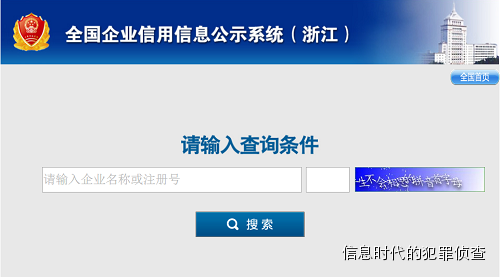 全国企业信用信息公示系统（浙江）
全国首页
请输入查询条件
请输入企业名称或注册号
搜索
信息时代的犯罪侦查